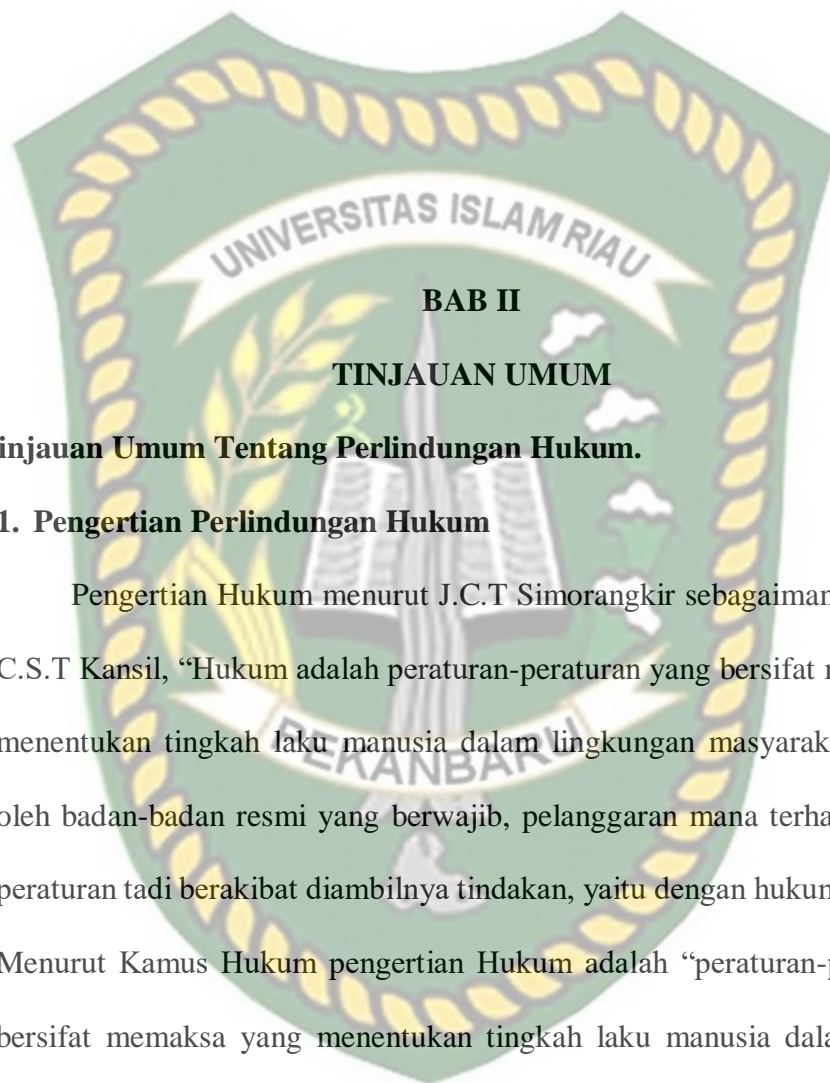 UNIVERSITAS ISLAM RIAU
BAB II
TINJAUAN UMUM
injauan Umum Tentang Perlindungan Hukum.
1. Pengertian Perlindungan Hukum
Pengertian Hukum menurut J.C.T Simorangkir sebagaiman
C.S.T Kansil, “Hukum adalah peraturan-peraturan yang bersifat
menentukan tingkah laku manusia dalam lingkungan masyarak
oleh badan-badan resmi yang berwajib, pelanggaran mana terha
peraturan tadi berakibat diambilnya tindakan, yaitu dengan hukum
PEKANBARU
Menurut Kamus Hukum pengertian Hukum adalah “peraturan-p
bersifat memaksa yang menentukan tingkah laku manusia dala